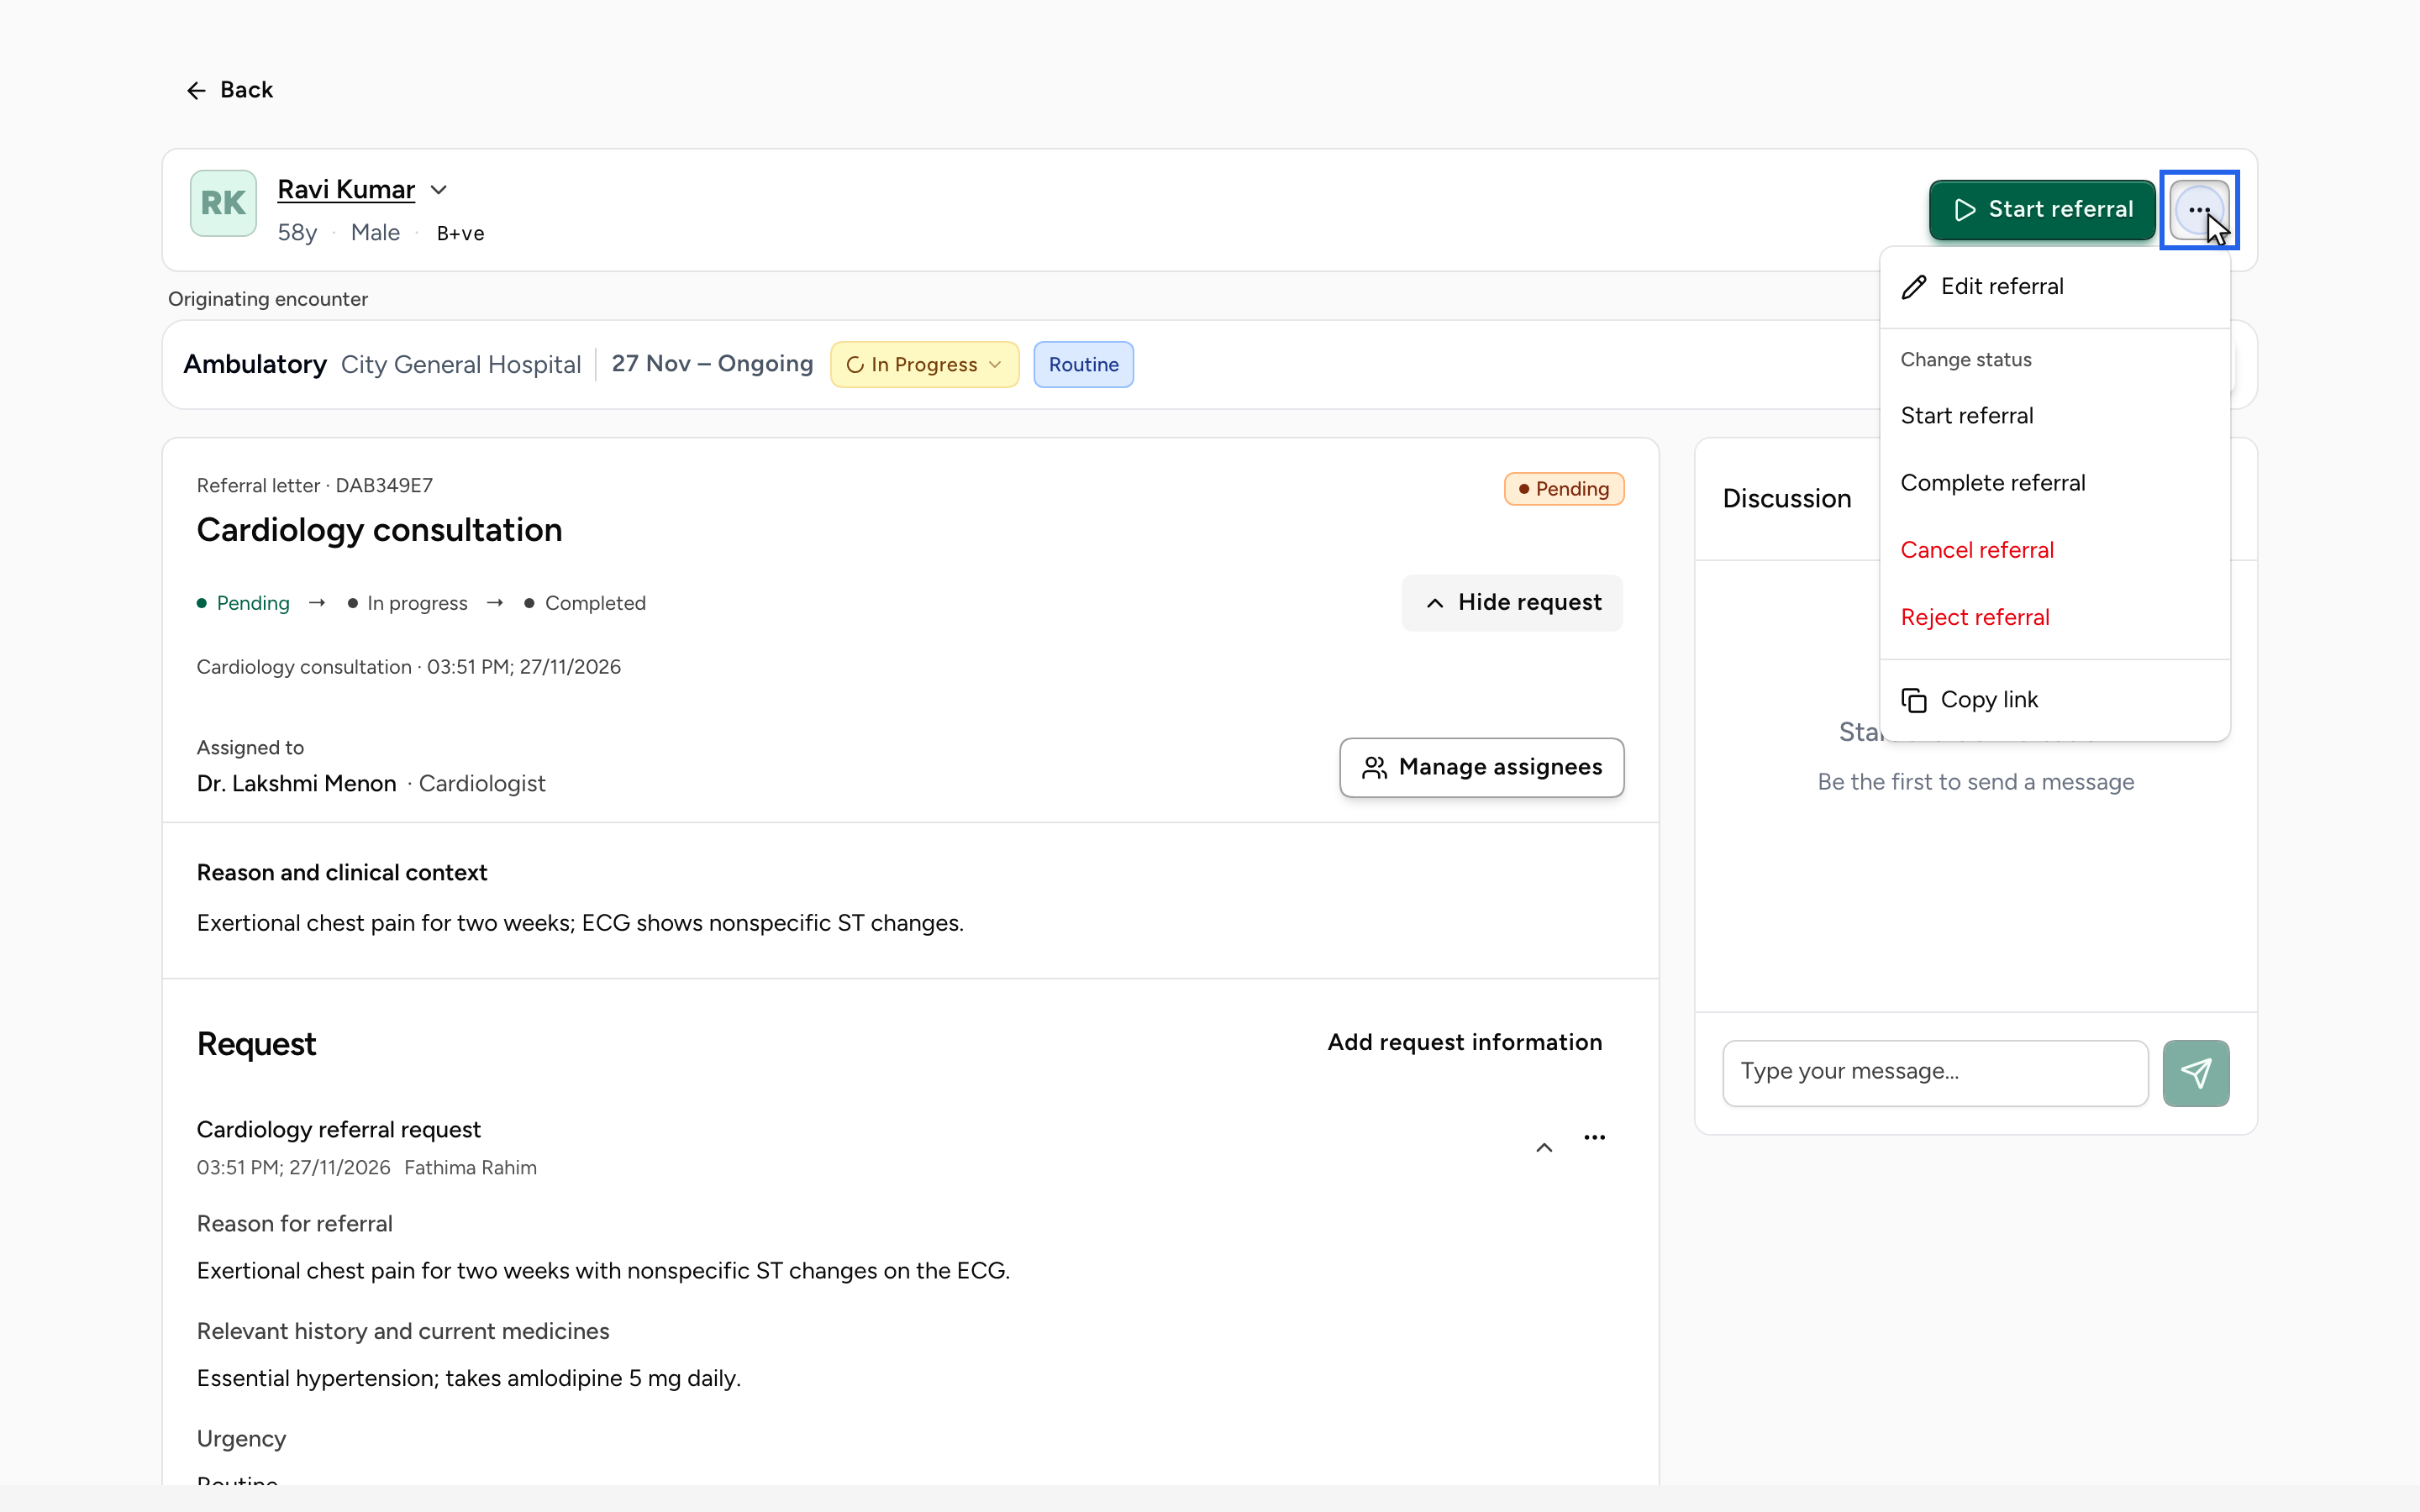 Back
RK
Ravi Kumar
58y · Male · B+ve
Start referral
Originating encounter
Ambulatory City General Hospital 27 Nov – Ongoing In Progress Routine
Edit referral
Change status
Start referral
Complete referral
Cancel referral
Reject referral
Copy link
Referral letter · DAB349E7
Pending
Cardiology consultation
Pending → In progress → Completed
Hide request
Cardiology consultation · 03:51 PM; 27/11/2026
Assigned to
Dr. Lakshmi Menon · Cardiologist
Manage assignees
Reason and clinical context
Exertional chest pain for two weeks; ECG shows nonspecific ST changes.
Request
Add request information
Cardiology referral request
03:51 PM; 27/11/2026 Fathima Rahim
Reason for referral
Exertional chest pain for two weeks with nonspecific ST changes on the ECG.
Relevant history and current medicines
Essential hypertension; takes amlodipine 5 mg daily.
Urgency
Routine
Discussion
Be the first to send a message
Type your message...